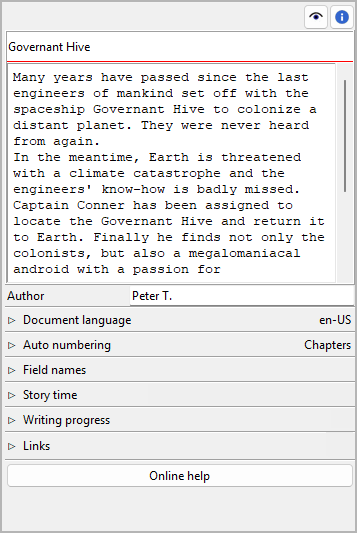 Governant Hive
Many years have passed since the last
engineers of mankind set off with the
spaceship Governant Hive to colonize a
distant planet. They were never heard
from again.
In the meantime, Earth is threatened
with a climate catastrophe and the
engineers' know-how is badly missed.
Captain Conner has been assigned to
locate the Governant Hive and return it
to Earth. Finally he finds not only the
colonists, but also a megalomaniacal
android with a passion for
Author Peter T.
Document language en-US
Auto numbering Chapters
Field names
Story time
Writing progress
Links
Online help